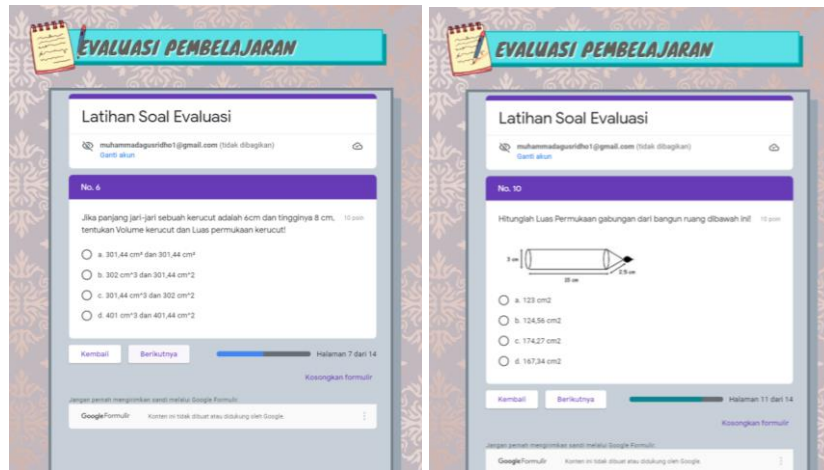 EVALUASI PEMBELAJARAN
Latihan Soal Evaluasi
muhammadagusridho1@gmail.com (tidak dibagikan)
Ganti akun
No. 6
Jika panjang jari-jari sebuah kerucut adalah 6cm dan tingginya 8 cm, 10 poin
tentukan Volume kerucut dan Luas permukaan kerucut!
a. 301,44 cm³ dan 301,44 cm²
b. 302 cm^3 dan 301,44 cm^2
c. 301,44 cm^3 dan 302 cm^2
d. 401 cm^3 dan 401,44 cm^2
Kembali Berikutnya Halaman 7 dari 14
Kosongkan formulir
Jangan pernah mengirimkan sandi melalui Google Formulir.
Google Formulir Konten ini tidak dibuat atau didukung oleh Google.
EVALUASI PEMBELAJARAN
Latihan Soal Evaluasi
muhammadagusridho1@gmail.com (tidak dibagikan)
Ganti akun
No. 10
Hitunglah Luas Permukaan gabungan dari bangun ruang dibawah ini! 10 poin
3 cm
2.5 cm
a. 123 cm2
b. 124,56 cm2
c. 174,27 cm2
d. 167,34 cm2
Kembali Berikutnya Halaman 11 dari 14
Kosongkan formulir
Jangan pernah mengirimkan sandi melalui Google Formulir.
Google Formulir Konten ini tidak dibuat atau didukung oleh Google.